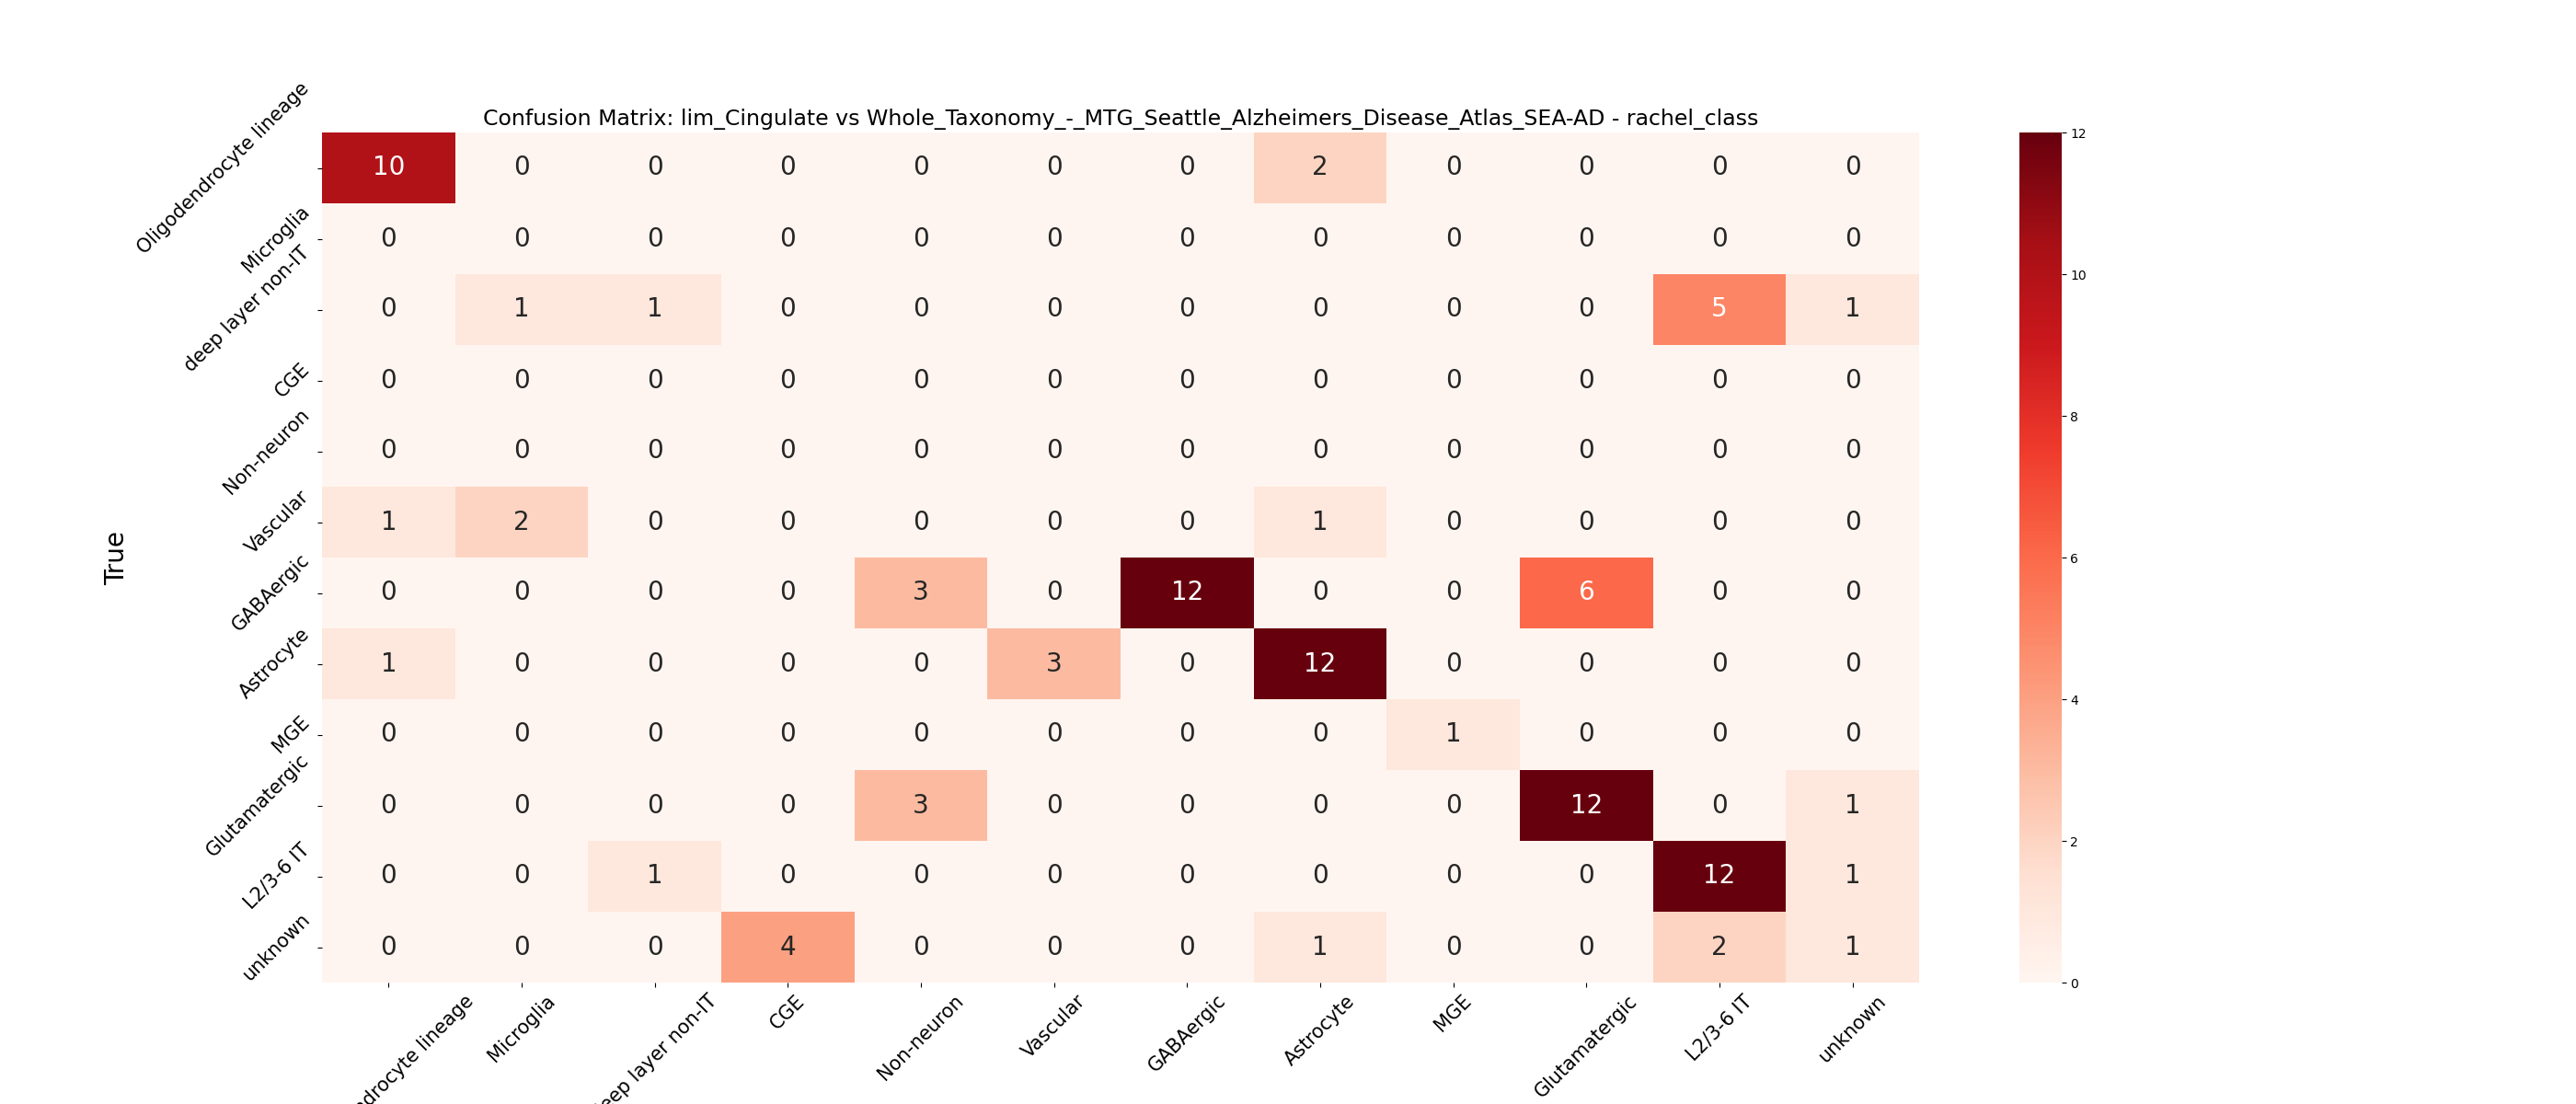 Confusion Matrix: lim_Cingulate vs Whole_Taxonomy_-_MTG_Seattle_Alzheimers_Disease_Atlas_SEA-AD - rachel_class
True
Oligodendrocyte lineage 10 0 0 0 0 0 0 2 0 0 0 0
Microglia 0 0 0 0 0 0 0 0 0 0 0 0
deep layer non-IT 0 1 1 0 0 0 0 0 0 0 5 1
CGE 0 0 0 0 0 0 0 0 0 0 0 0
Non-neuron 0 0 0 0 0 0 0 0 0 0 0 0
Vascular 1 2 0 0 0 0 0 1 0 0 0 0
GABAergic 0 0 0 0 3 0 12 0 0 6 0 0
Astrocyte 1 0 0 0 0 3 0 12 0 0 0 0
MGE 0 0 0 0 0 0 0 0 1 0 0 0
Glutamatergic 0 0 0 0 3 0 0 0 0 12 0 1
L2/3-6 IT 0 0 1 0 0 0 0 0 0 0 12 1
unknown 0 0 0 4 0 0 0 1 0 0 2 1
ndrocyte lineage Microglia eep layer non-IT CGE Non-neuron Vascular GABAergic Astrocyte MGE Glutamatergic L2/3-6 IT unknown
12
10
8
6
4
2
0